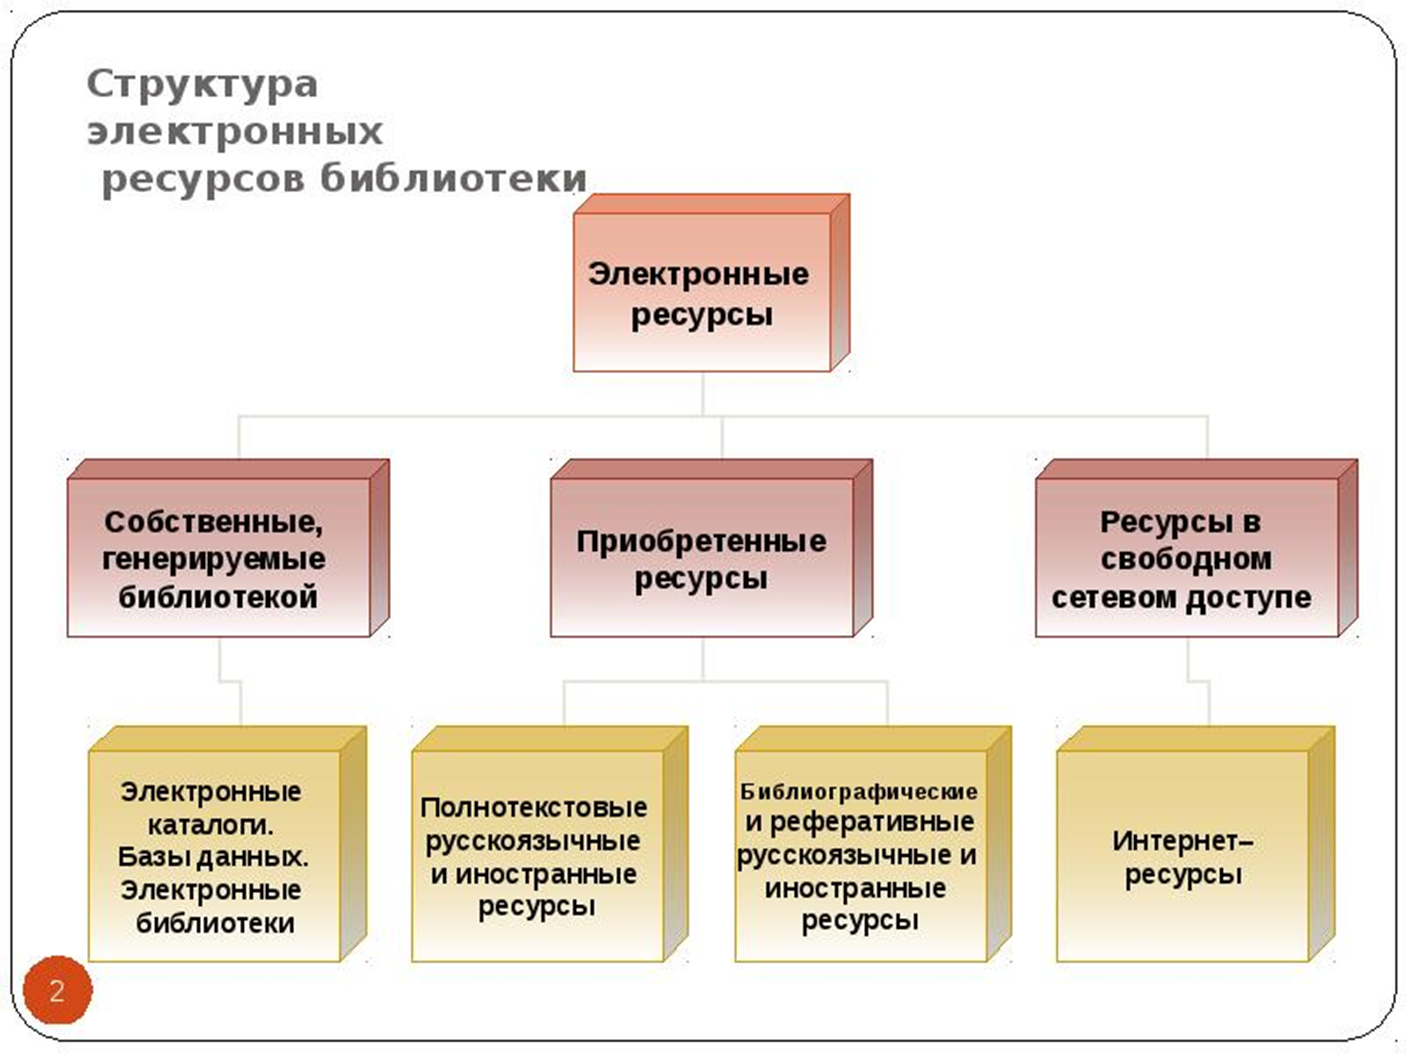 Структура
электронных
ресурсов библиотеки
Электронные
ресурсы
Собственные,
генерируемые
библиотекой
Приобретенные
ресурсы
Ресурсы в
свободном
сетевом доступе
Электронные
каталоги.
Базы данных.
Электронные
библиотеки
Полнотекстовые
русскоязычные
и иностранные
ресурсы
Библиографические
и реферативные
русскоязычные и
иностранные
ресурсы
Интернет–
ресурсы
2